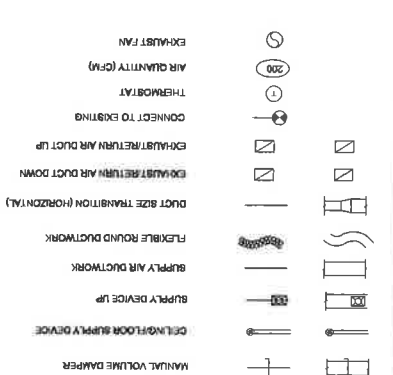 MANUAL VOLUME DAMPER
CEILING/FLOOR SUPPLY DEVICE
SUPPLY DEVICE UP
SUPPLY AIR DUCTWORK
FLEXIBLE ROUND DUCTWORK
DUCT SIZE TRANSITION (HORIZONTAL)
EXHAUST/RETURN AIR DUCT DOWN
EXHAUST/RETURN AIR DUCT UP
CONNECT TO EXISTING
T THERMOSTAT
200 AIR QUANTITY (CFM)
EXHAUST FAN